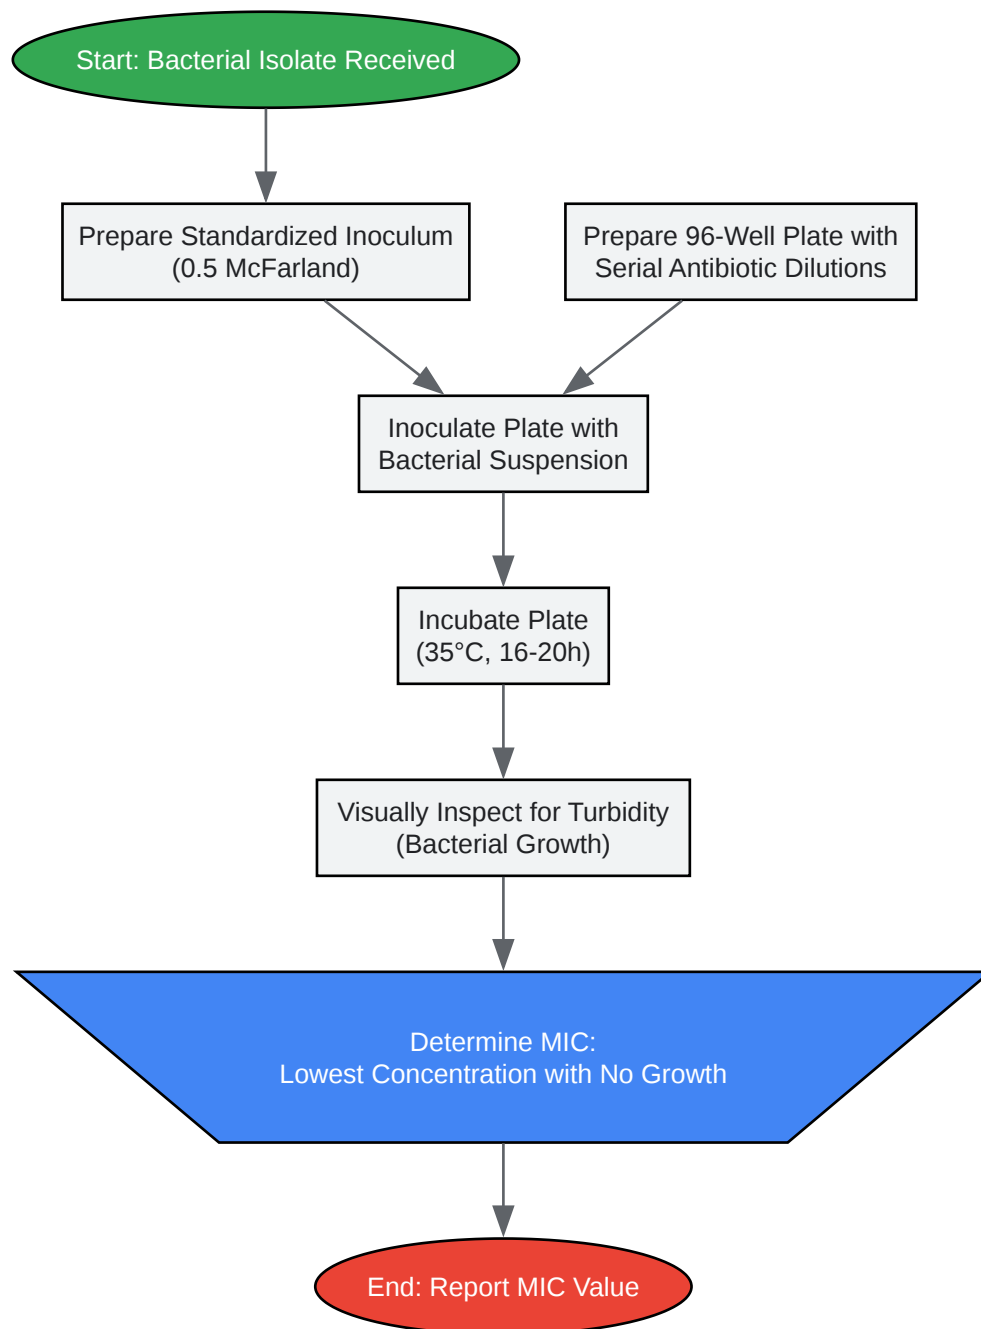 Start: Bacterial Isolate Received
Prepare Standardized Inoculum
(0.5 McFarland)
Prepare 96-Well Plate with
Serial Antibiotic Dilutions
Inoculate Plate with
Bacterial Suspension
Incubate Plate
(35°C, 16-20h)
Visually Inspect for Turbidity
(Bacterial Growth)
Determine MIC:
Lowest Concentration with No Growth
End: Report MIC Value